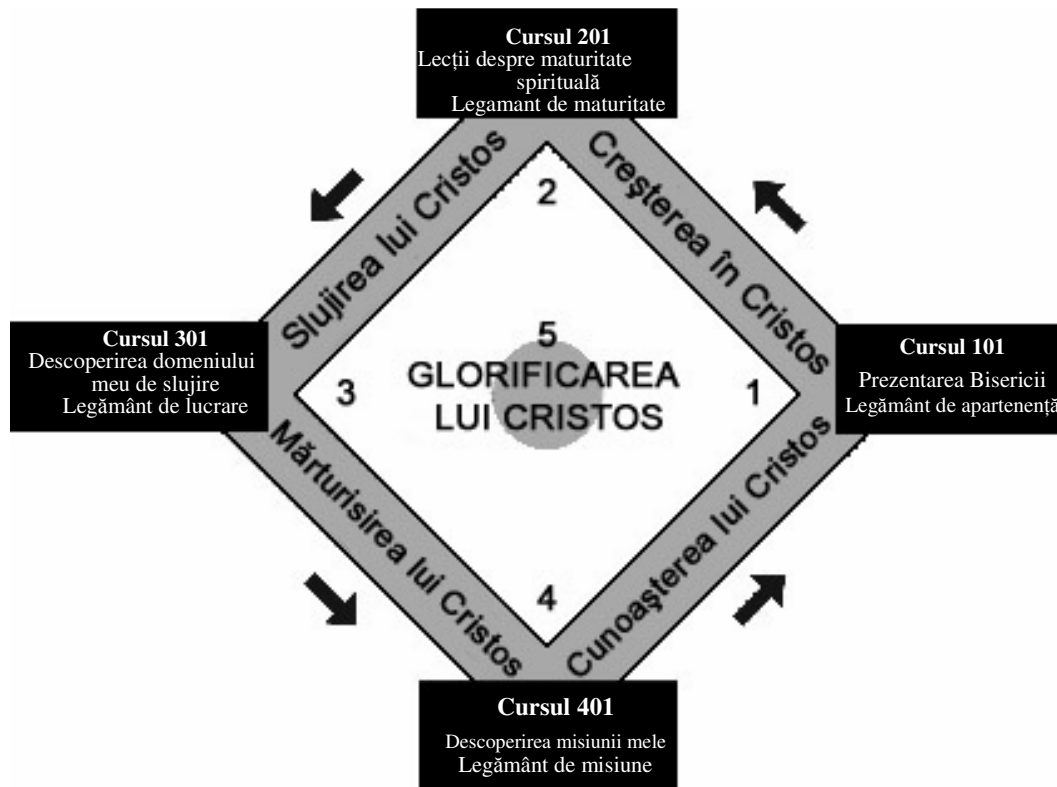 Cursul 201
Lecții despre maturitate
spirituală
Legamant de maturitate
Slujirea lui Cristos
Creşterea în Cristos
2
Cursul 301
Descoperirea domeniului
meu de slujire
Legământ de lucrare
3
5
GLORIFICAREA
LUI CRISTOS
1
Cursul 101
Prezentarea Bisericii
Legământ de apartenență
Mărturisirea lui Cristos
Cunoaşterea lui Cristos
4
Cursul 401
Descoperirea misiunii mele
Legământ de misiune